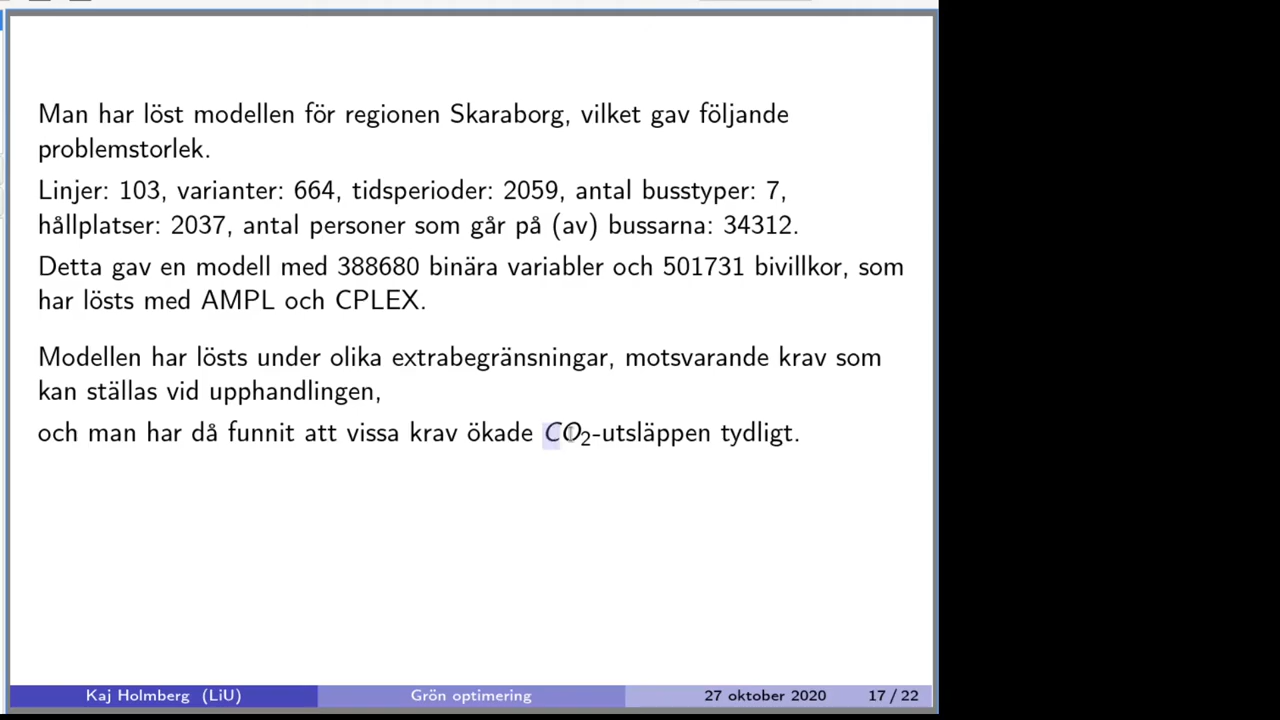 Man har löst modellen för regionen Skaraborg, vilket gav följande
problemstorlek.
Linjer: 103, varianter: 664, tidsperioder: 2059, antal busstyper: 7,
hållplatser: 2037, antal personer som går på (av) bussarna: 34312.
Detta gav en modell med 388680 binära variabler och 501731 bivillkor, som
har lösts med AMPL och CPLEX.
Modellen har lösts under olika extrabegränsningar, motsvarande krav som
kan ställas vid upphandlingen,
och man har då funnit att vissa krav ökade CO₂-utsläppen tydligt.
Kaj Holmberg (LiU) Grön optimering 27 oktober 2020 17 / 22